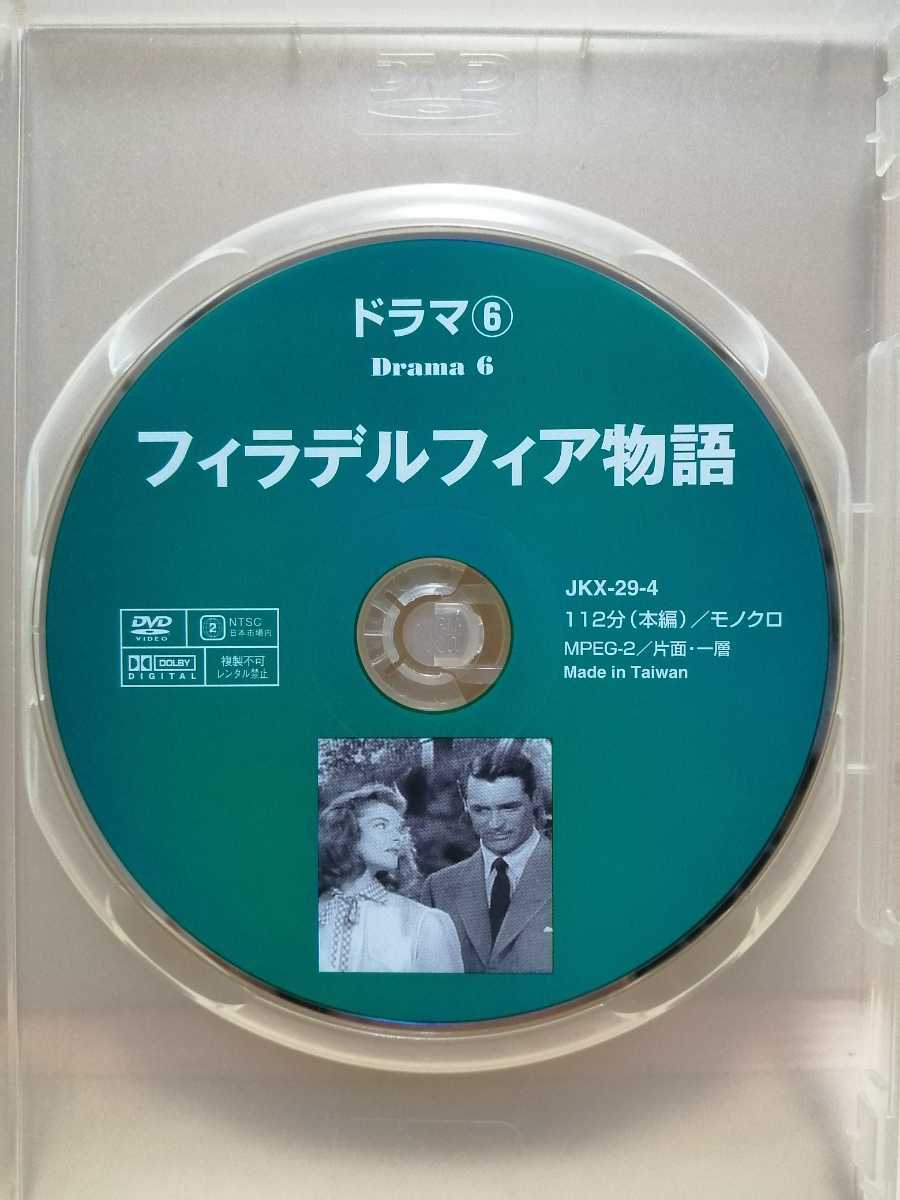 DVD
ドラマ⑥
Drama 6
フィラデルフィア物語
DVD
VIDEO
2
NTSC
日本市場内
DOLBY
DIGITAL
複製不可
レンタル禁止
JKX-29-4
112分(本編)/モノクロ
MPEG-2/片面・一層
Made in Taiwan